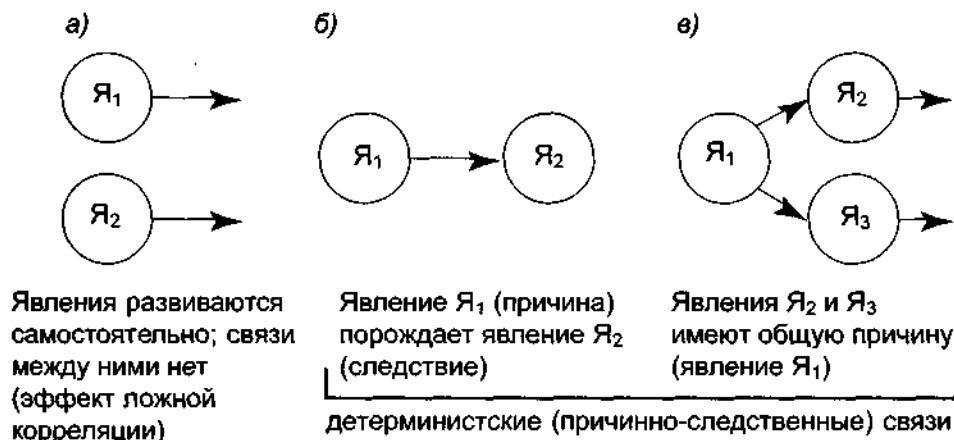 а)
Я₁
Я₂
Явления развиваются
самостоятельно; связи
между ними нет
(эффект ложной
корреляции)
б)
Я₁ Я₂
Явление Я₁ (причина)
порождает явление Я₂
(следствие)
в)
Я₁
Я₂
Я₃
Явления Я₂ и Я₃
имеют общую причину
(явление Я₁)
детерминистские (причинно-следственные) связи